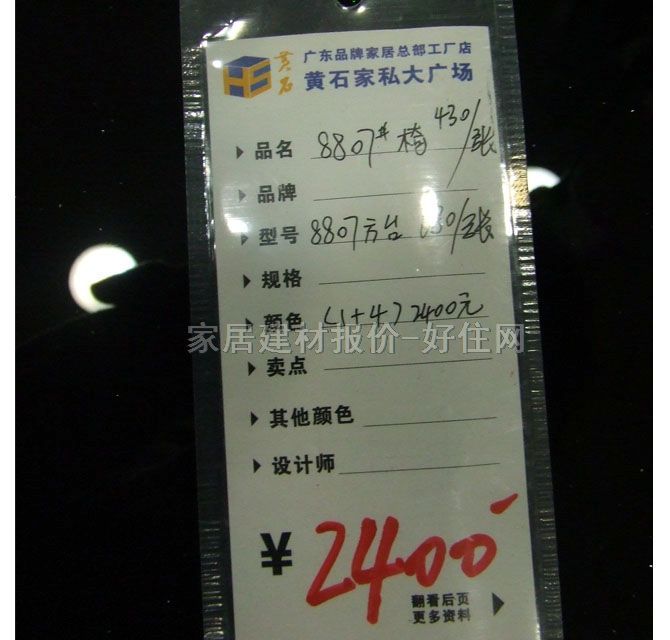 黄石
广东品牌家居总部工厂店
黄石家私大广场
品名 8807# 椅 430/张
品牌
型号 8807方台 630/张
规格
颜色 (1+4) 2400元
家居建材报价-好住网
卖点
其他颜色
设计师
¥ 2400
翻看后页
更多资料